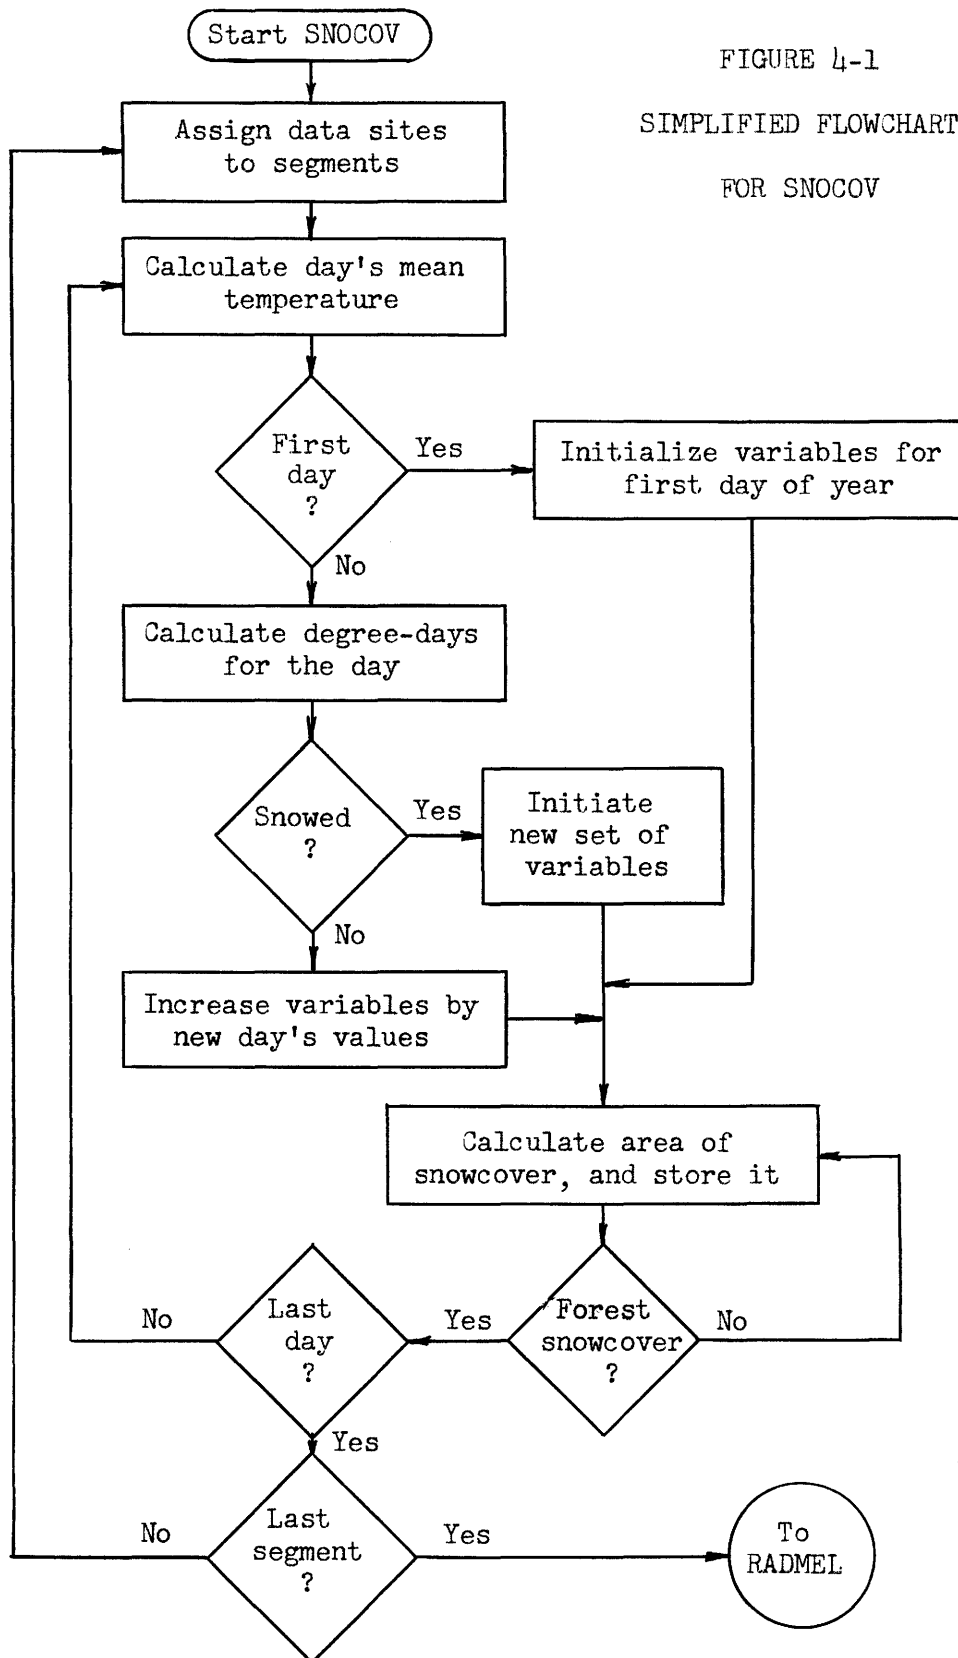 Start SNOCOV
FIGURE 4-1
SIMPLIFIED FLOWCHART
FOR SNOCOV
Assign data sites
to segments
Calculate day's mean
temperature
First
day
?
Yes
Initialize variables for
first day of year
No
Calculate degree-days
for the day
Snowed
?
Yes
Initiate
new set of
variables
No
Increase variables by
new day's values
Calculate area of
snowcover, and store it
Forest
snowcover
?
No
Yes
Last
day
?
No
Yes
Last
segment
?
No
Yes
To
RADMEL